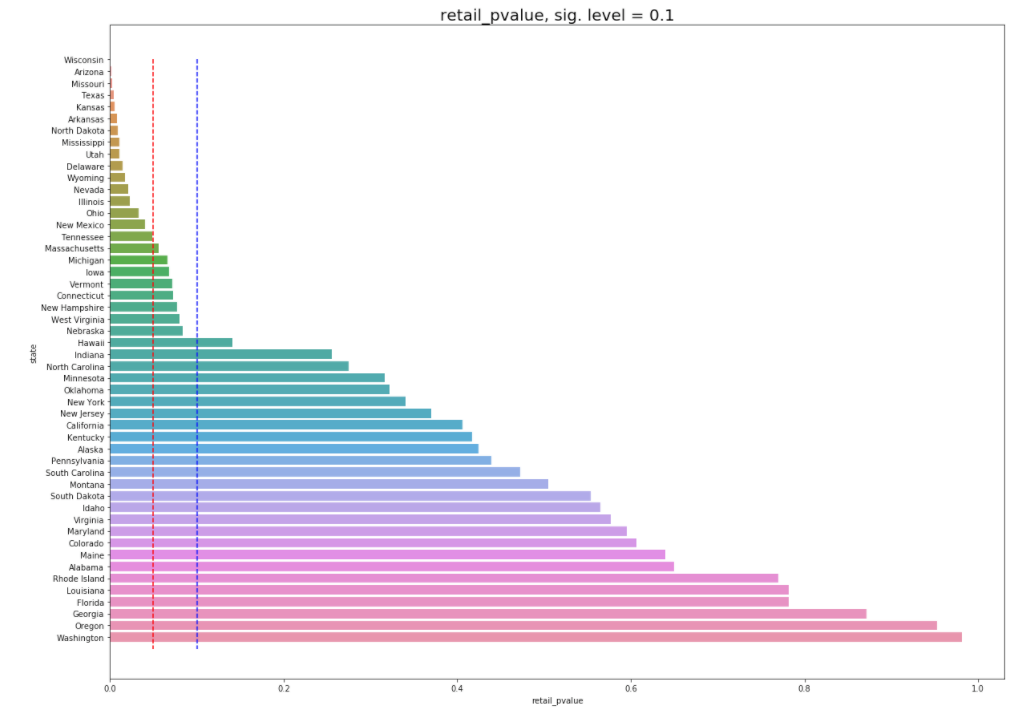 retail_pvalue, sig. level = 0.1
Wisconsin
Arizona
Missouri
Texas
Kansas
Arkansas
North Dakota
Mississippi
Utah
Delaware
Wyoming
Nevada
Illinois
Ohio
New Mexico
Tennessee
Massachusetts
Michigan
Iowa
Vermont
Connecticut
New Hampshire
West Virginia
Nebraska
Hawaii
state
Indiana
North Carolina
Minnesota
Oklahoma
New York
New Jersey
California
Kentucky
Alaska
Pennsylvania
South Carolina
Montana
South Dakota
Idaho
Virginia
Maryland
Colorado
Maine
Alabama
Rhode Island
Louisiana
Florida
Georgia
Oregon
Washington
0.0 0.2 0.4 0.6 0.8 1.0
retail_pvalue